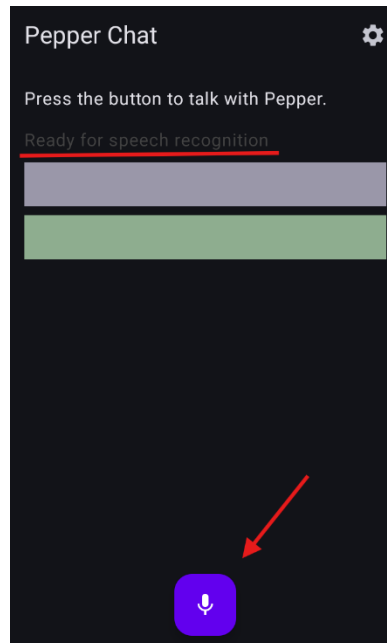 Pepper Chat
Press the button to talk with Pepper.
Ready for speech recognition